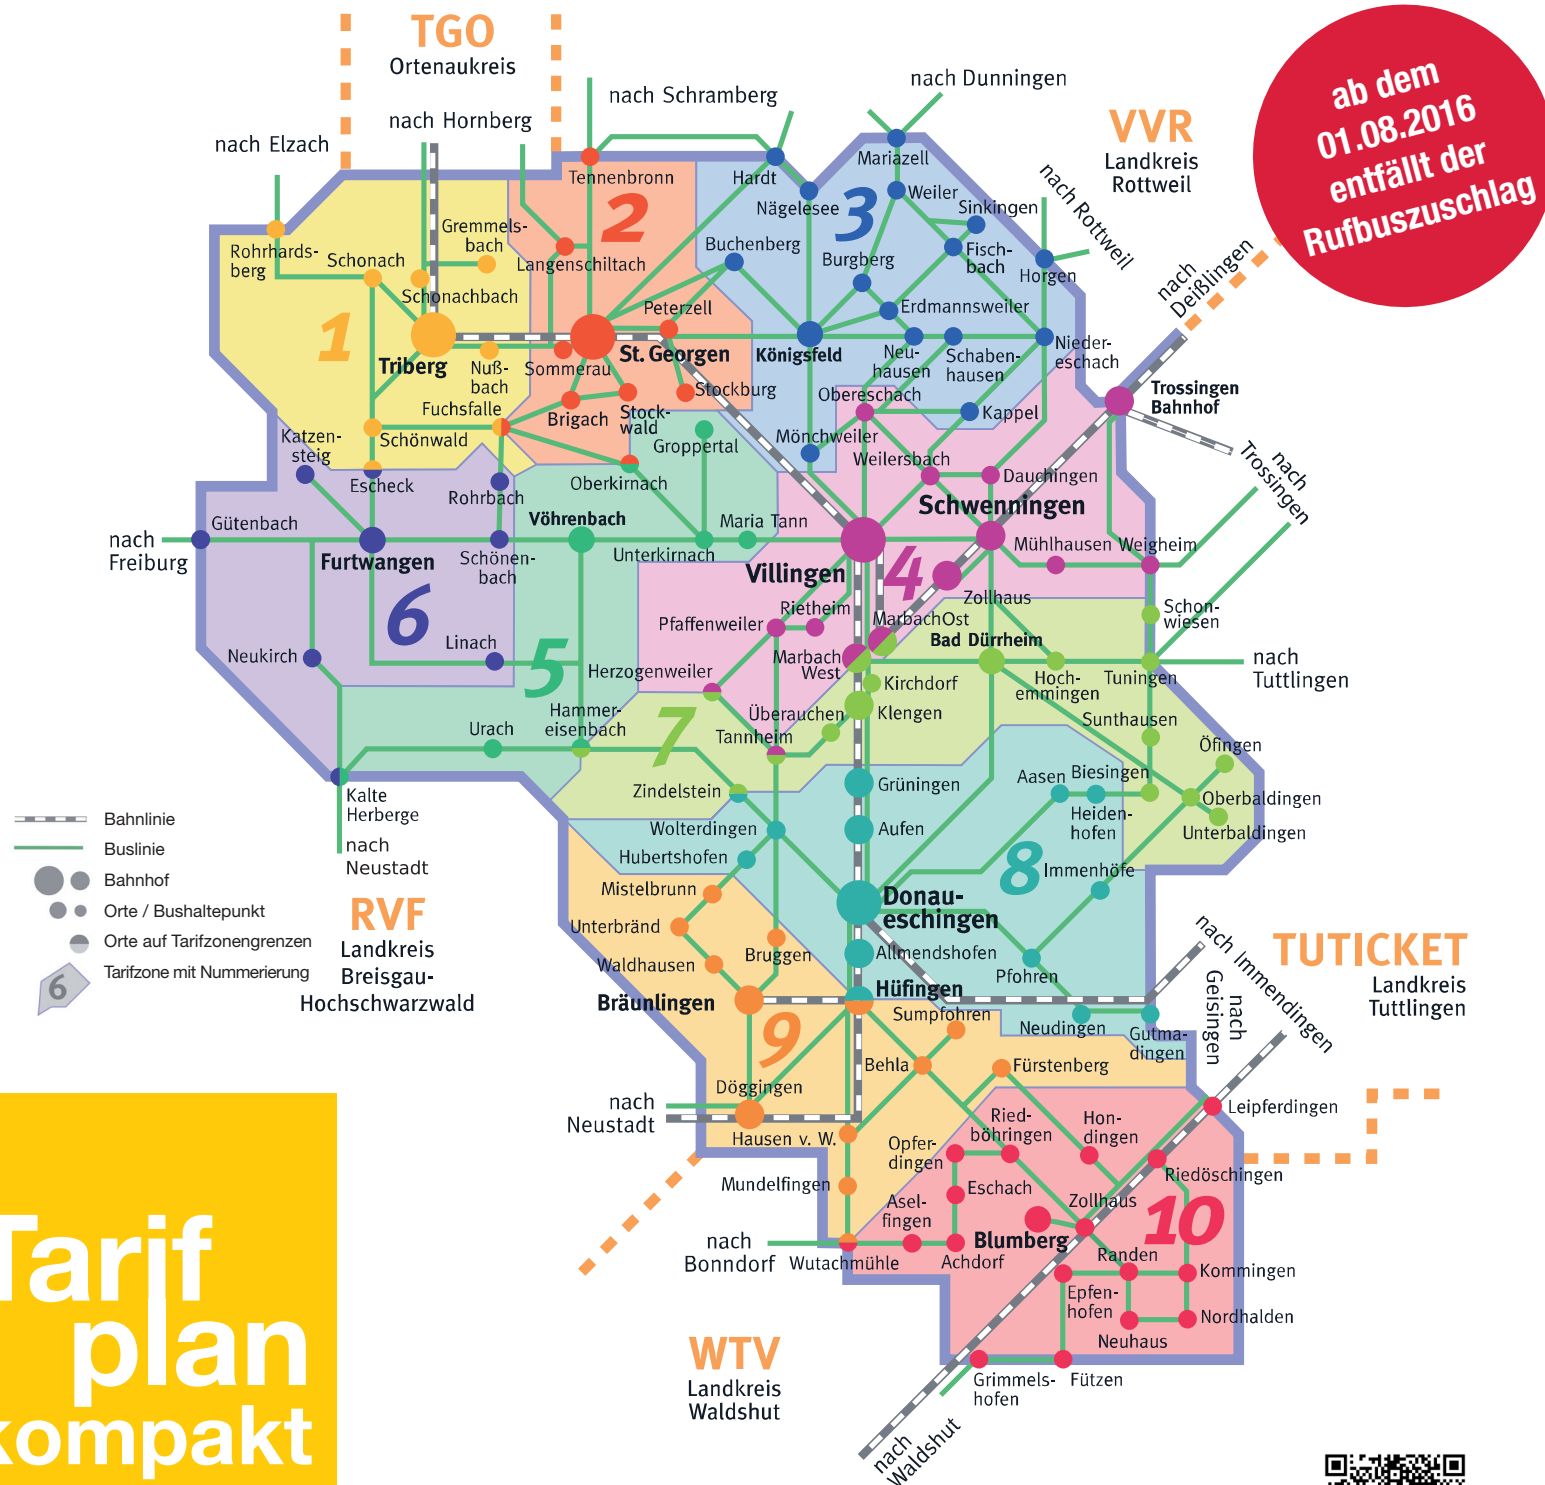 TGO
Ortenaukreis
nach Hornberg
nach Elzach
nach Schramberg
nach Dunningen
VVR
Landkreis
Rottweil
nach Rottweil
nach
Deißlingen
ab dem
01.08.2016
entfällt der
Rufbuszuschlag
1
Rohrhards-
berg
Schonach
Gremmels-
bach
Schonachbach
Triberg
Nuß-
bach
Fuchsfalle
Schönwald
Escheck
2
Tennenbronn
Langenschiltach
Peterzell
St. Georgen
Sommerau
Stockburg
Brigach
Stock-
wald
Oberkirnach
3
Hardt
Mariazell
Weiler
Nägelesee
Sinkingen
Buchenberg
Burgberg
Fisch-
bach
Horgen
Erdmannsweiler
Königsfeld
Neu-
hausen
Schaben-
hausen
Nieder-
eschach
Kappel
Mönchweiler
Obereschach
Weilersbach
Dauchingen
Trossingen
Bahnhof
nach
Trossingen
Schwenningen
Mühlhausen
Weigheim
Villingen
4
Zollhaus
Rietheim
Pfaffenweiler
MarbachOst
Marbach
West
Herzogenweiler
Tannheim
Groppertal
Maria Tann
Unterkirnach
Vöhrenbach
5
Hammer-
eisenbach
Urach
Katzen-
steig
Rohrbach
Gütenbach
nach
Freiburg
Furtwangen
Schönen-
bach
6
Linach
Neukirch
Kalte
Herberge
nach
Neustadt
7
Schon-
wiesen
Bad Dürrheim
Hoch-
emmingen
Tuningen
nach
Tuttlingen
Kirchdorf
Klengen
Überauchen
Sunthausen
Öfingen
Biesingen
Oberbaldingen
Unterbaldingen
Zindelstein
8
Grüningen
Aasen
Heiden-
hofen
Aufen
Wolterdingen
Hubertshofen
Immenhöfe
Donau-
eschingen
Allmendshofen
Pfohren
Hüfingen
Neudingen
Gutma-
dingen
nach Immendingen
nach
Geisingen
TUTICKET
Landkreis
Tuttlingen
9
Mistelbrunn
Unterbränd
Waldhausen
Bruggen
Bräunlingen
Sumpfohren
Behla
Fürstenberg
Döggingen
nach
Neustadt
Hausen v. W.
Mundelfingen
nach
Bonndorf
Wutachmühle
10
Leipferdingen
Ried-
böhringen
Hon-
dingen
Opfer-
dingen
Riedöschingen
Eschach
Asel-
fingen
Zollhaus
Blumberg
Achdorf
Randen
Kommingen
Epfen-
hofen
Nordhalden
Neuhaus
Grimmels-
hofen
Fützen
nach
Waldshut
WTV
Landkreis
Waldshut
RVF
Landkreis
Breisgau-
Hochschwarzwald
Bahnlinie
Buslinie
Bahnhof
Orte / Bushaltepunkt
Orte auf Tarifzonengrenzen
6
Tarifzone mit Nummerierung
Tarif
plan
kompakt